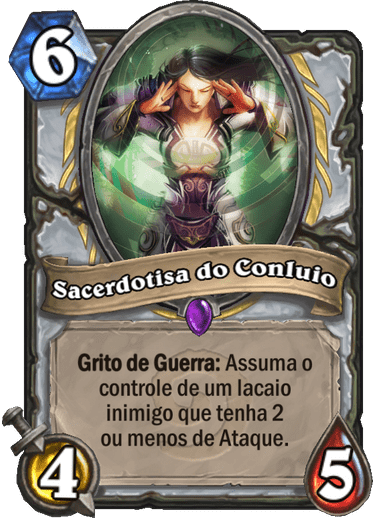 6
Sacerdotisa do Conluio
Grito de Guerra: Assuma o
controle de um lacaio
inimigo que tenha 2
ou menos de Ataque.
4
5